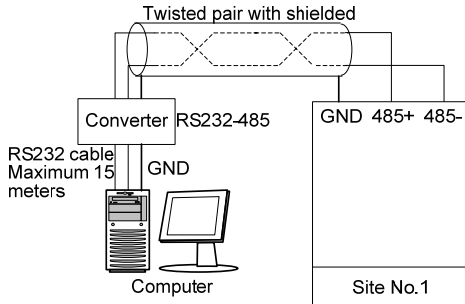 Twisted pair with shielded
Converter RS232-485
GND 485+ 485-
RS232 cable
Maximum 15
meters
GND
Computer
Site No.1